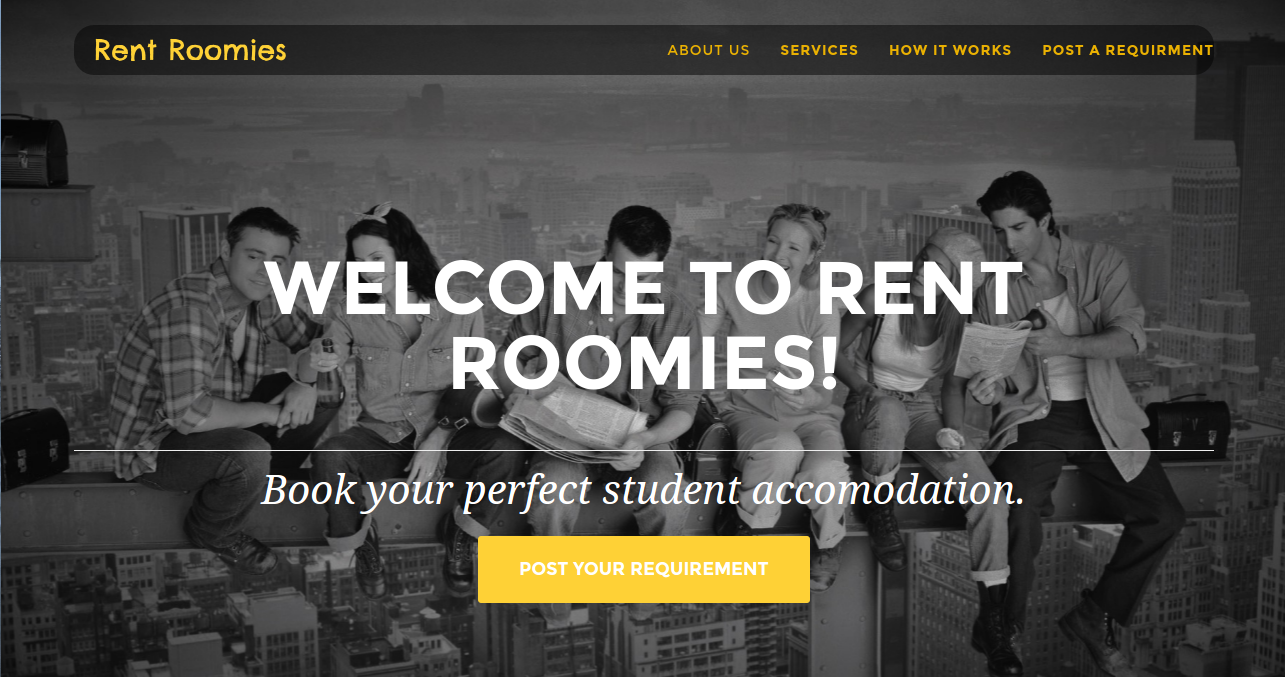 Rent Roomies
ABOUT US SERVICES HOW IT WORKS POST A REQUIRMENT
WELCOME TO RENT
ROOMIES!
Book your perfect student accomodation.
POST YOUR REQUIREMENT